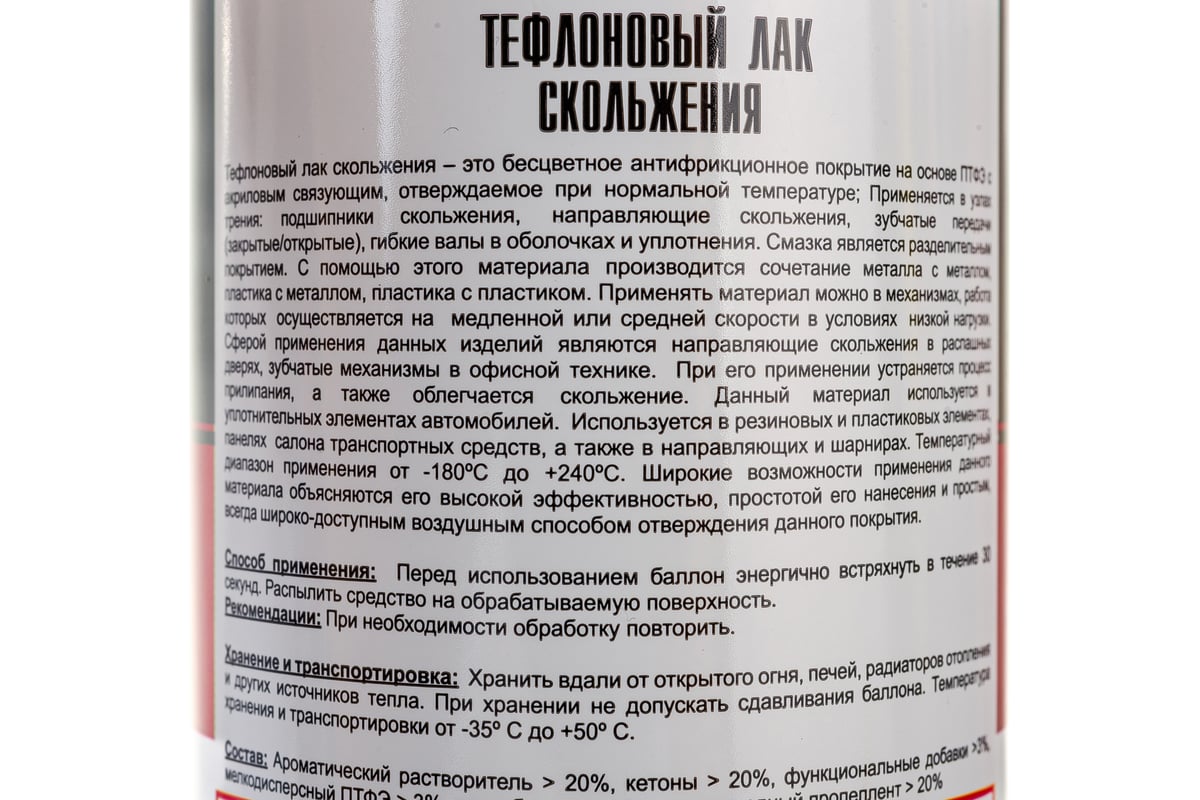 ТЕФЛОНОВЫЙ ЛАК
СКОЛЬЖЕНИЯ
Тефлоновый лак скольжения – это бесцветное антифрикционное покрытие на основе ПТФЭ с
акриловым связующим, отверждаемое при нормальной температуре; Применяется в узлах
трения: подшипники скольжения, направляющие скольжения, зубчатые передачи
(закрытые/открытые), гибкие валы в оболочках и уплотнения. Смазка является разделительным
покрытием. С помощью этого материала производится сочетание металла с металлом,
пластика с металлом, пластика с пластиком. Применять материал можно в механизмах, работа
которых осуществляется на медленной или средней скорости в условиях низкой нагрузки.
Сферой применения данных изделий являются направляющие скольжения в распашных
дверях, зубчатые механизмы в офисной технике. При его применении устраняется процесс
прилипания, а также облегчается скольжение. Данный материал используется в
уплотнительных элементах автомобилей. Используется в резиновых и пластиковых элементах,
панелях салона транспортных средств, а также в направляющих и шарнирах. Температурный
диапазон применения от -180ºС до +240ºС. Широкие возможности применения данного
материала объясняются его высокой эффективностью, простотой его нанесения и простым,
всегда широко-доступным воздушным способом отверждения данного покрытия.
Способ применения: Перед использованием баллон энергично встряхнуть в течение 30
секунд. Распылить средство на обрабатываемую поверхность.
Рекомендации: При необходимости обработку повторить.
Хранение и транспортировка: Хранить вдали от открытого огня, печей, радиаторов отопления
и других источников тепла. При хранении не допускать сдавливания баллона. Температура
хранения и транспортировки от -35º С до +50º С.
Состав: Ароматический растворитель > 20%, кетоны > 20%, функциональные добавки >3%,
мелкодисперсный ПТФЭ пропеллент > 20%